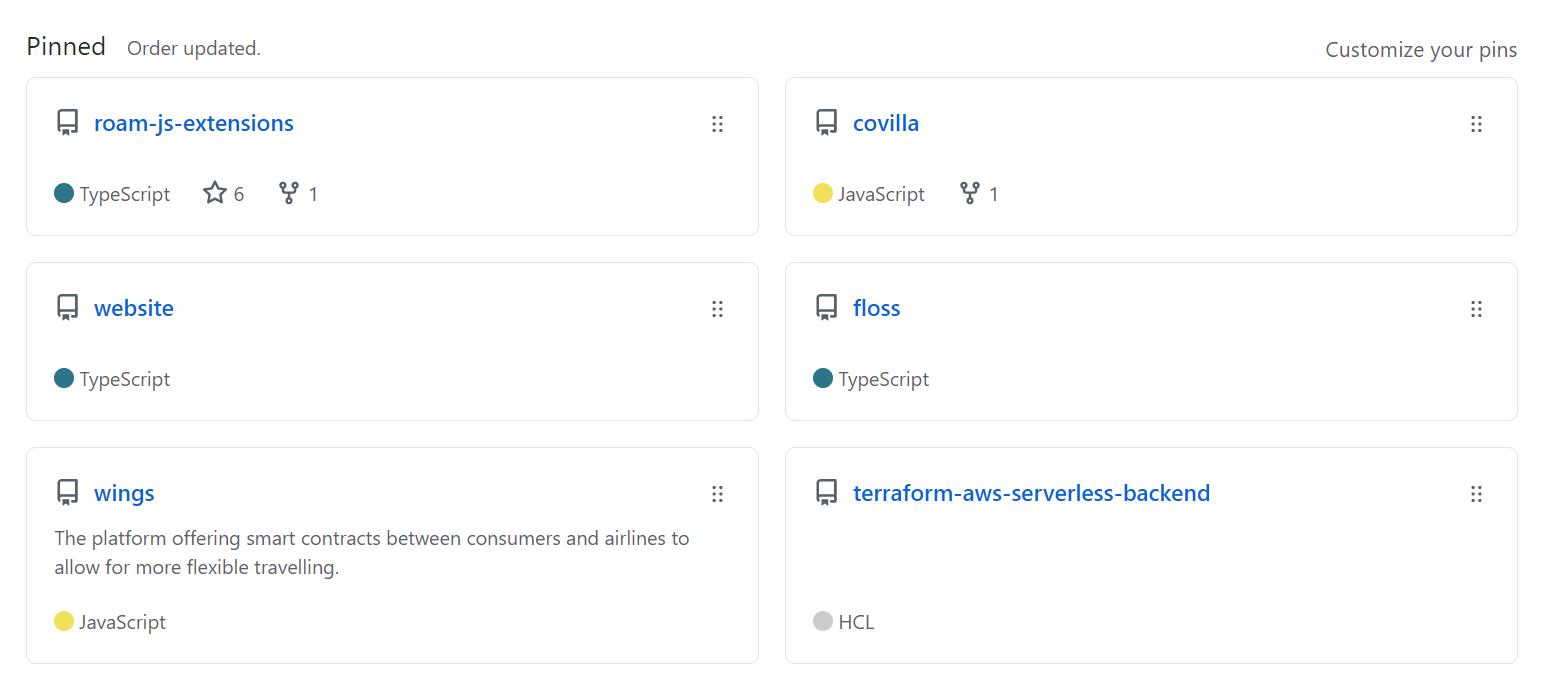 Pinned Order updated. Customize your pins
roam-js-extensions
TypeScript 6 1
covilla
JavaScript 1
website
TypeScript
floss
TypeScript
wings
The platform offering smart contracts between consumers and airlines to
allow for more flexible travelling.
JavaScript
terraform-aws-serverless-backend
HCL